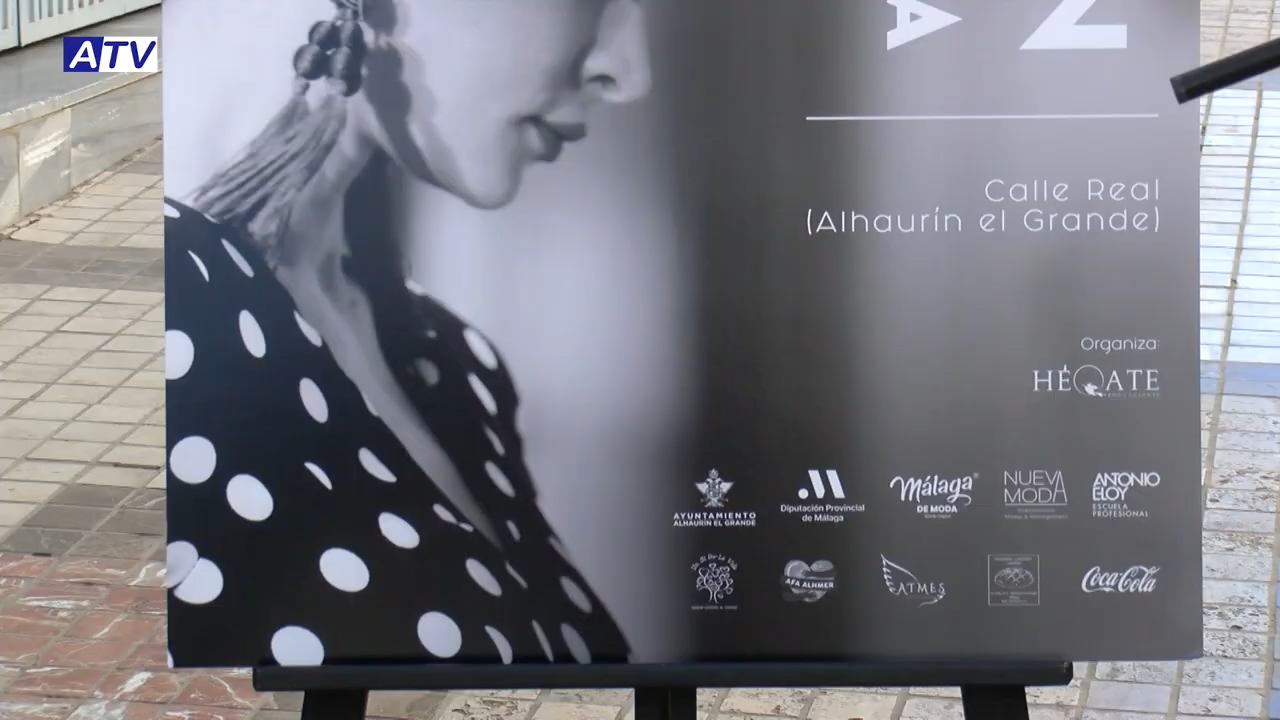 ATV
A Z
Calle Real
(Alhaurín el Grande)
Organiza:
HÉQATE
AYUNTAMIENTO
ALHAURÍN EL GRANDE
Diputación Provincial
de Málaga
Málaga
DE MODA
NUEVA
MODA
ANTONIO
ELOY
ESCUELA
PROFESIONAL
AFA ALHMER
ATMES
Coca-Cola